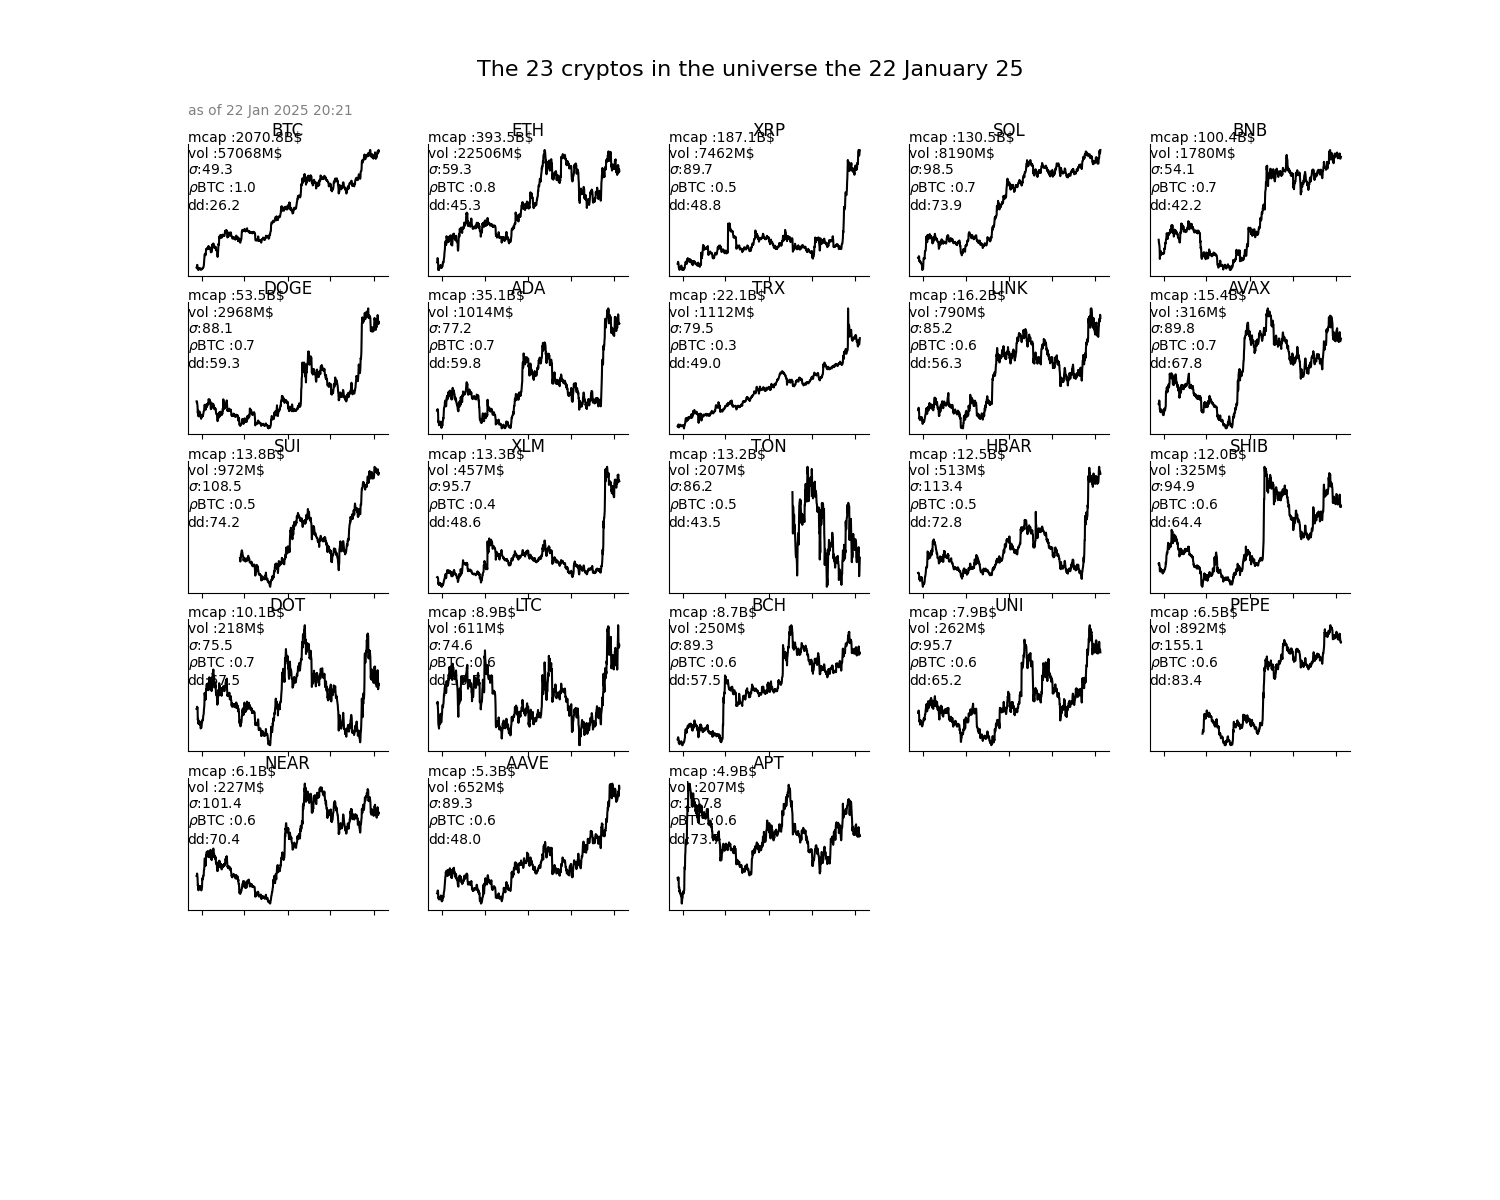 The 23 cryptos in the universe the 22 January 25
as of 22 Jan 2025 20:21
BTC
mcap :2070.8B$
vol :57068M$
σ:49.3
ρBTC :1.0
dd:26.2
ETH
mcap :393.5B$
vol :22506M$
σ:59.3
ρBTC :0.8
dd:45.3
XRP
mcap :187.1B$
vol :7462M$
σ:89.7
ρBTC :0.5
dd:48.8
SOL
mcap :130.5B$
vol :8190M$
σ:98.5
ρBTC :0.7
dd:73.9
BNB
mcap :100.4B$
vol :1780M$
σ:54.1
ρBTC :0.7
dd:42.2
DOGE
mcap :53.5B$
vol :2968M$
σ:88.1
ρBTC :0.7
dd:59.3
ADA
mcap :35.1B$
vol :1014M$
σ:77.2
ρBTC :0.7
dd:59.8
TRX
mcap :22.1B$
vol :1112M$
σ:79.5
ρBTC :0.3
dd:49.0
LINK
mcap :16.2B$
vol :790M$
σ:85.2
ρBTC :0.6
dd:56.3
AVAX
mcap :15.4B$
vol :316M$
σ:89.8
ρBTC :0.7
dd:67.8
SUI
mcap :13.8B$
vol :972M$
σ:108.5
ρBTC :0.5
dd:74.2
XLM
mcap :13.3B$
vol :457M$
σ:95.7
ρBTC :0.4
dd:48.6
TON
mcap :13.2B$
vol :207M$
σ:86.2
ρBTC :0.5
dd:43.5
HBAR
mcap :12.5B$
vol :513M$
σ:113.4
ρBTC :0.5
dd:72.8
SHIB
mcap :12.0B$
vol :325M$
σ:94.9
ρBTC :0.6
dd:64.4
DOT
mcap :10.1B$
vol :218M$
σ:75.5
ρBTC :0.7
LTC
mcap :8.9B$
vol :611M$
σ:74.6
ρBTC :0.6
BCH
mcap :8.7B$
vol :250M$
σ:89.3
ρBTC :0.6
dd:57.5
UNI
mcap :7.9B$
vol :262M$
σ:95.7
ρBTC :0.6
dd:65.2
PEPE
mcap :6.5B$
vol :892M$
σ:155.1
ρBTC :0.6
dd:83.4
NEAR
mcap :6.1B$
vol :227M$
σ:101.4
ρBTC :0.6
dd:70.4
AAVE
mcap :5.3B$
vol :652M$
σ:89.3
ρBTC :0.6
dd:48.0
APT
mcap :4.9B$
vol :207M$
σ:107.8
ρBTC :0.6